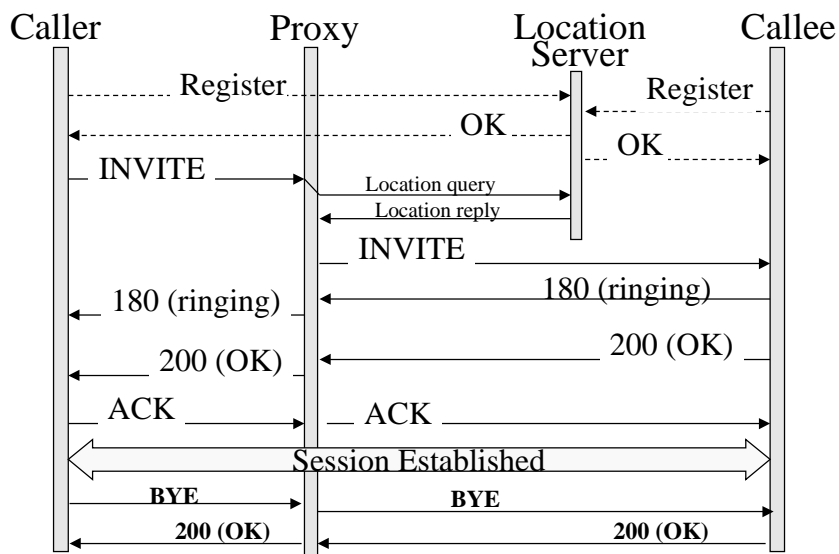 Caller
Proxy
Location
Server
Callee
Register
Register
OK
OK
INVITE
Location query
Location reply
INVITE
180 (ringing)
180 (ringing)
200 (OK)
200 (OK)
ACK
ACK
Session Established
BYE
BYE
200 (OK)
200 (OK)